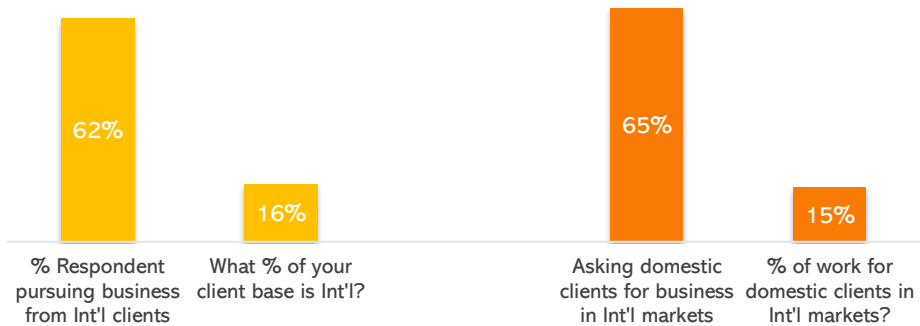 62%
16%
65%
15%
% Respondent
pursuing business
from Int'l clients
What % of your
client base is Int'l?
Asking domestic
clients for business
in Int'l markets
% of work for
domestic clients in
Int'l markets?